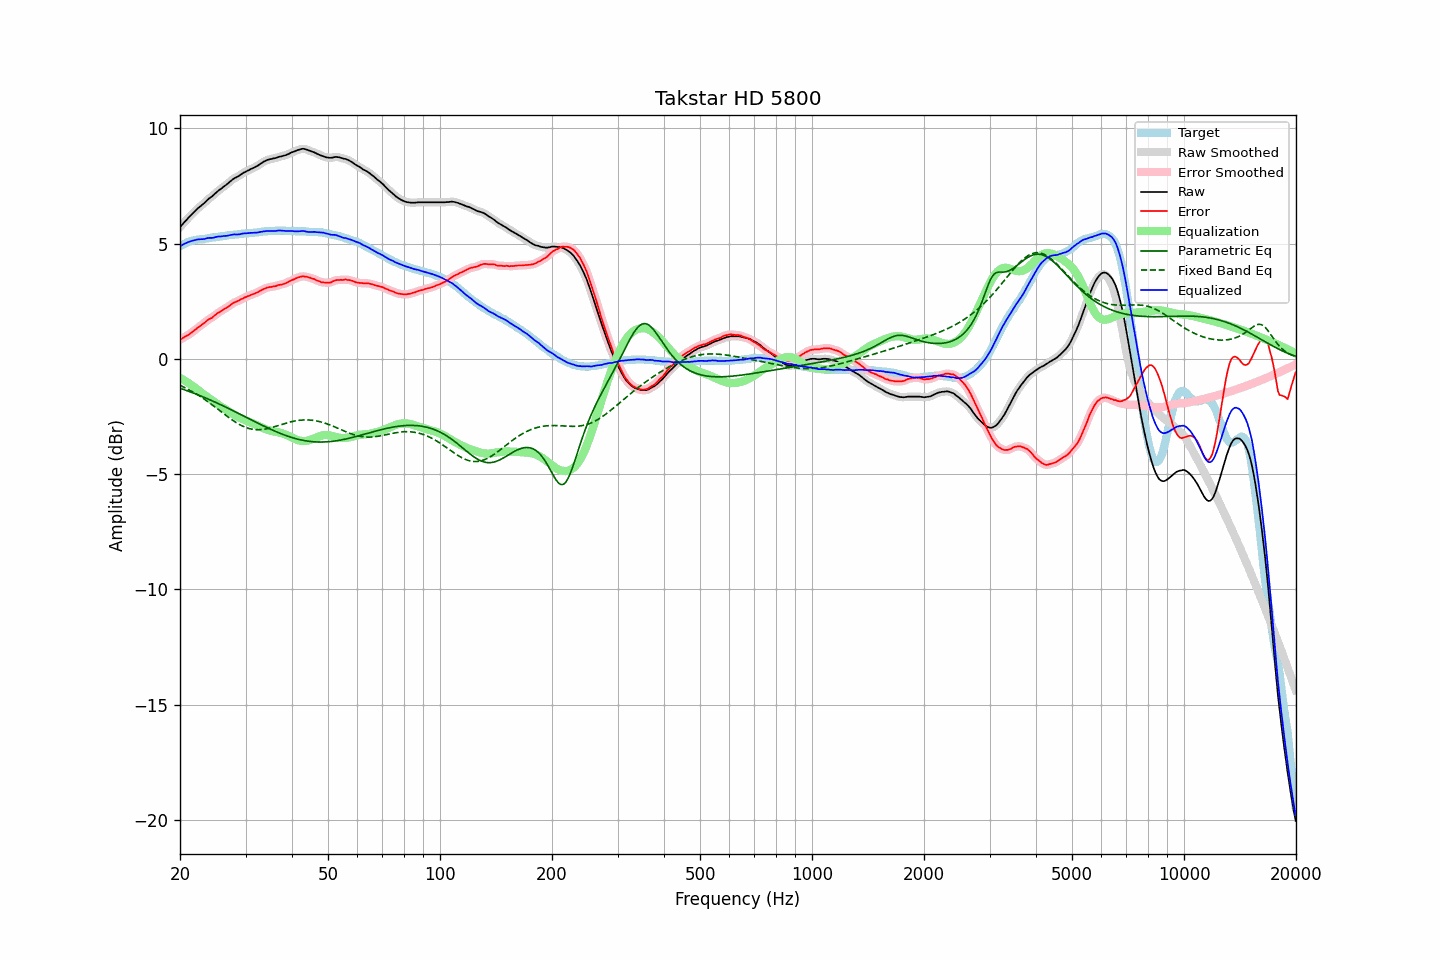 Takstar HD 5800
10
5
0
−5
−10
−15
−20
Amplitude (dBr)
Target
Raw Smoothed
Error Smoothed
Raw
Error
Equalization
Parametric Eq
Fixed Band Eq
Equalized
20 50 100 200 500 1000 2000 5000 10000 20000
Frequency (Hz)